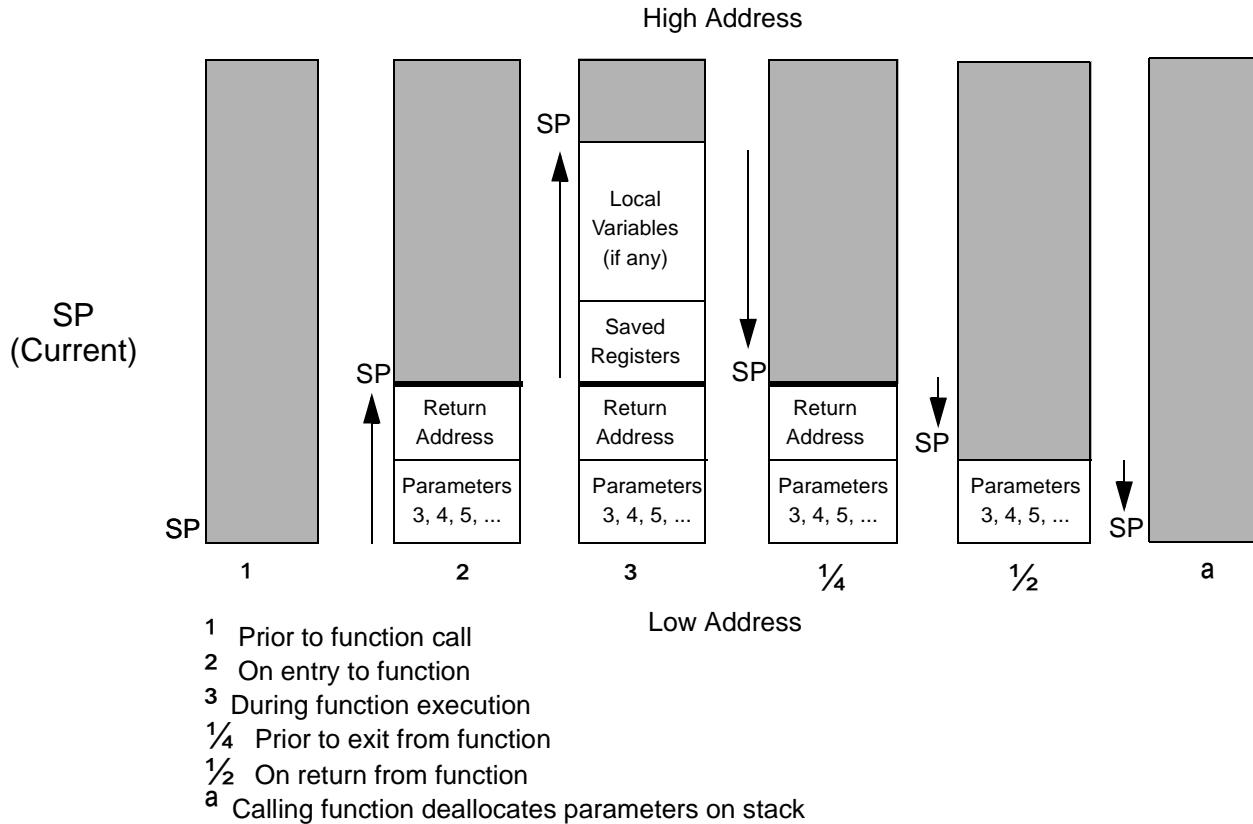 High Address
SP
Local
Variables
(if any)
SP
(Current)
Saved
Registers
SP
SP
Return
Address
Return
Address
Return
Address
SP
Parameters
3, 4, 5, ...
Parameters
3, 4, 5, ...
Parameters
3, 4, 5, ...
Parameters
3, 4, 5, ...
SP
SP
1
2
3
¼
½
a
Low Address
1 Prior to function call
2 On entry to function
3 During function execution
¼ Prior to exit from function
½ On return from function
a Calling function deallocates parameters on stack